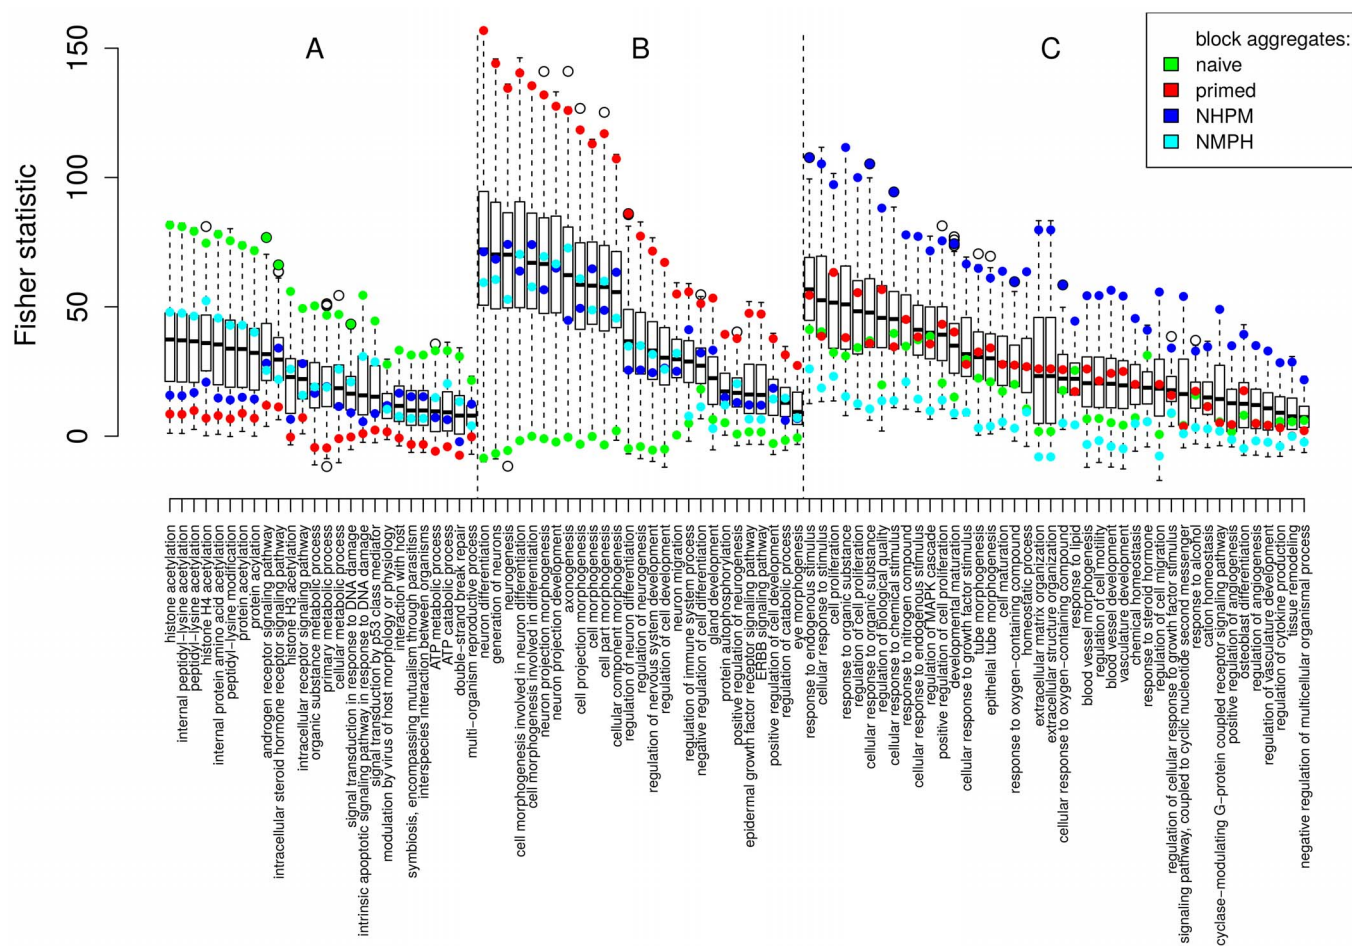 A
B
C
block aggregates:
naive
primed
NHPM
NMPH
Fisher statistic
150
100
50
0
histone acetylation
internal peptidyl-lysine acetylation
peptidyl-lysine acetylation
histone H4 acetylation
internal protein amino acid acetylation
peptidyl-lysine modification
protein acetylation
protein acylation
androgen receptor signaling pathway
intracellular steroid hormone receptor signaling pathway
histone H3 acetylation
intracellular receptor signaling pathway
organic substance metabolic process
primary metabolic process
cellular metabolic process
signal transduction in response to DNA damage
intrinsic apoptotic signaling pathway in response to DNA damage
signal transduction by p53 class mediator
modulation by virus of host morphology or physiology
interaction with host
symbiosis, encompassing mutualism through parasitism
interspecies interaction between organisms
ATP metabolic process
ATP catabolic process
double-strand break repair
multi-organism reproductive process
neuron differentiation
generation of neurons
neurogenesis
cell morphogenesis involved in neuron differentiation
cell morphogenesis involved in differentiation
neuron projection morphogenesis
neuron projection development
axonogenesis
cell projection morphogenesis
cell morphogenesis
cell part morphogenesis
cellular component morphogenesis
regulation of neuron differentiation
regulation of neurogenesis
regulation of nervous system development
regulation of cell development
neuron migration
regulation of immune system process
negative regulation of cell differentiation
gland development
protein autophosphorylation
positive regulation of neurogenesis
epidermal growth factor receptor signaling pathway
ERBB signaling pathway
positive regulation of cell development
regulation of catabolic process
eye morphogenesis
response to endogenous stimulus
cellular response to stimulus
cell proliferation
response to organic substance
regulation of cell proliferation
cellular response to organic substance
regulation of biological quality
cellular response to chemical stimulus
response to nitrogen compound
cellular response to endogenous stimulus
regulation of MAPK cascade
positive regulation of cell proliferation
developmental maturation
cellular response to growth factor stimulus
tube morphogenesis
epithelial tube morphogenesis
cell maturation
response to oxygen-containing compound
homeostatic process
extracellular matrix organization
extracellular structure organization
cellular response to oxygen-containing compound
response to lipid
blood vessel morphogenesis
regulation of cell motility
blood vessel development
vasculature development
chemical homeostasis
response to steroid hormone
regulation of cell migration
regulation of cellular response to growth factor stimulus
signaling pathway, coupled to cyclic nucleotide second messenger
response to alcohol
cation homeostasis
cyclase-modulating G-protein coupled receptor signaling pathway
positive regulation of angiogenesis
osteoblast differentiation
regulation of angiogenesis
regulation of vasculature development
regulation of cytokine production
tissue remodeling
negative regulation of multicellular organismal process